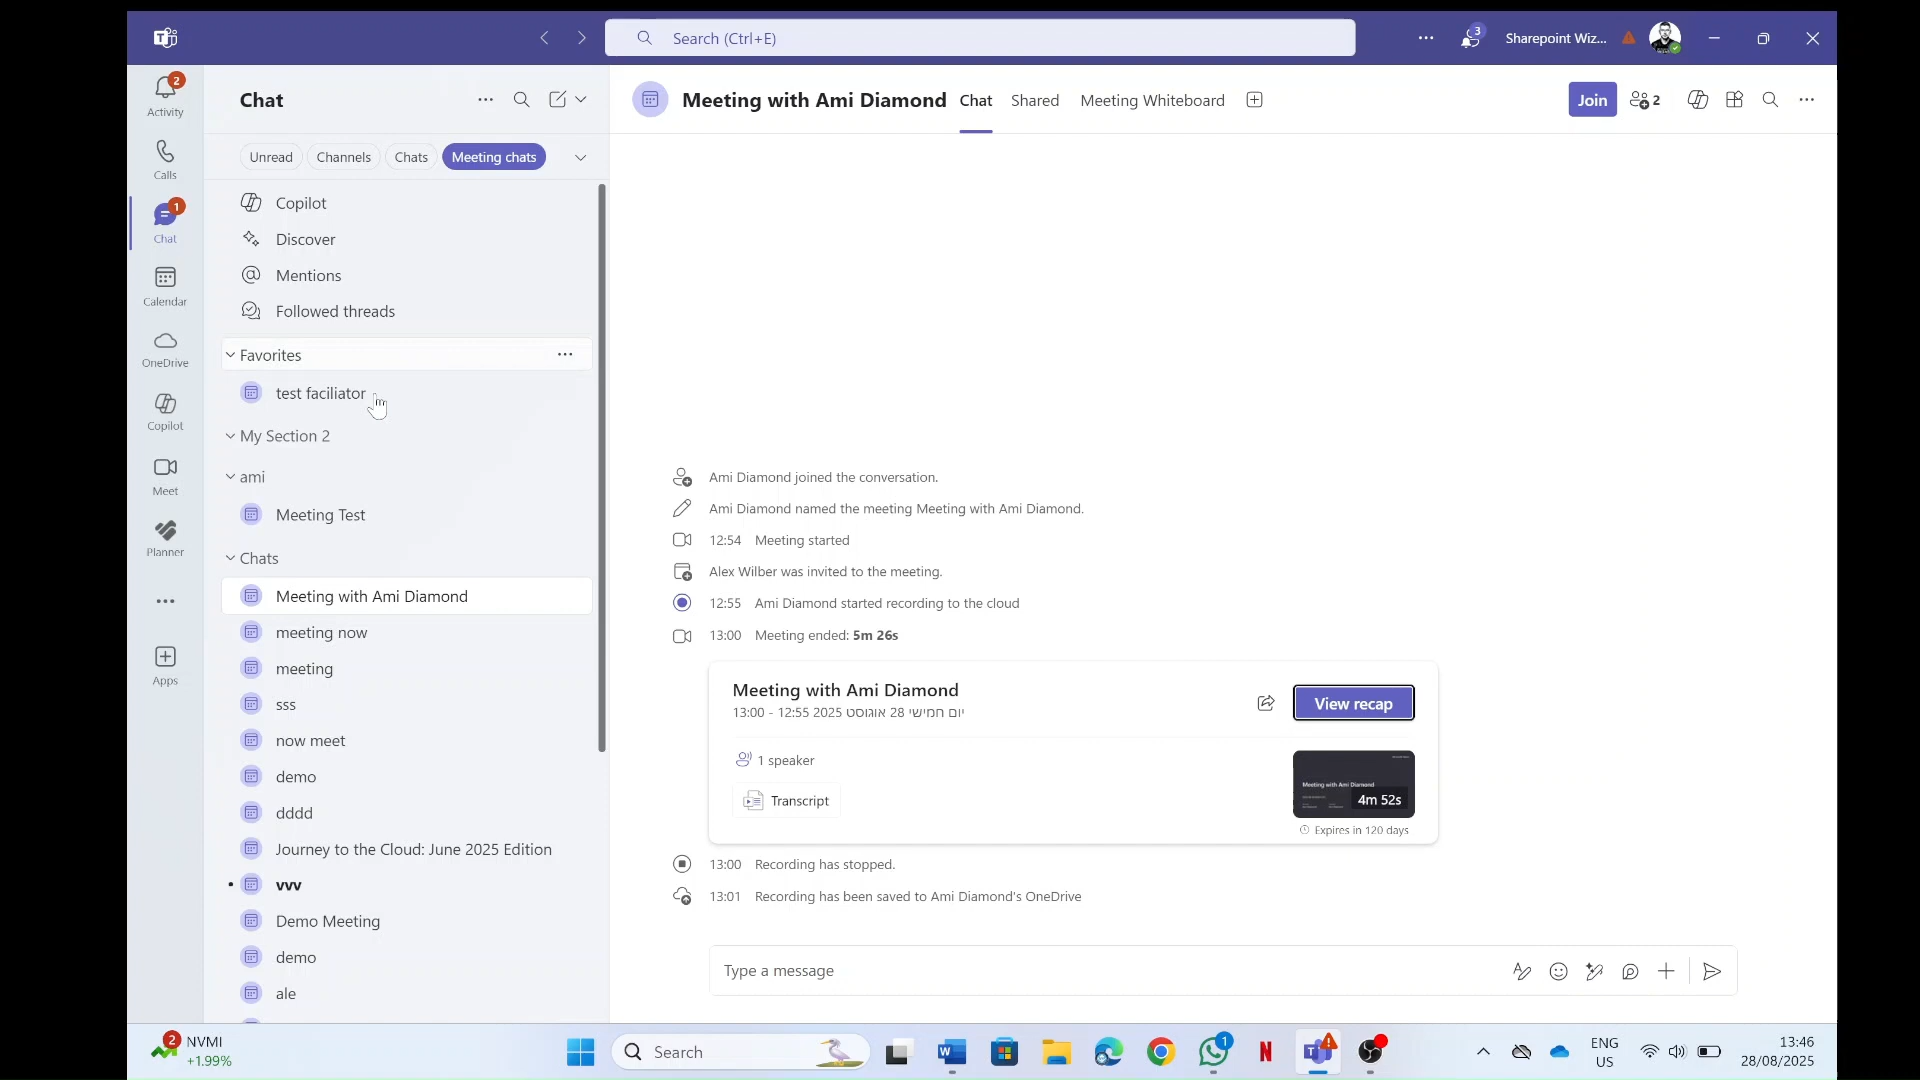 Search (Ctrl+E)
3
Sharepoint Wiz...
2
Activity
Calls
1
Chat
Calendar
OneDrive
Copilot
Meet
Planner
Apps
Chat
Unread
Channels
Chats
Meeting chats
Copilot
Discover
Mentions
Followed threads
Favorites
test faciliator
My Section 2
ami
Meeting Test
Chats
Meeting with Ami Diamond
meeting now
meeting
sss
now meet
demo
dddd
Journey to the Cloud: June 2025 Edition
vvv
Demo Meeting
demo
ale
Meeting with Ami Diamond
Chat
Shared
Meeting Whiteboard
Join
2
Ami Diamond joined the conversation.
Ami Diamond named the meeting Meeting with Ami Diamond.
12:54 Meeting started
Alex Wilber was invited to the meeting.
12:55 Ami Diamond started recording to the cloud
13:00 Meeting ended: 5m 26s
Meeting with Ami Diamond
יום חמישי 28 אוגוסט 2025 12:55 - 13:00
View recap
1 speaker
Transcript
Meeting with Ami Diamond
4m 52s
Expires in 120 days
13:00 Recording has stopped.
13:01 Recording has been saved to Ami Diamond's OneDrive
Type a message
2
NVMI
+1.99%
Search
1
ENG
US
13:46
28/08/2025